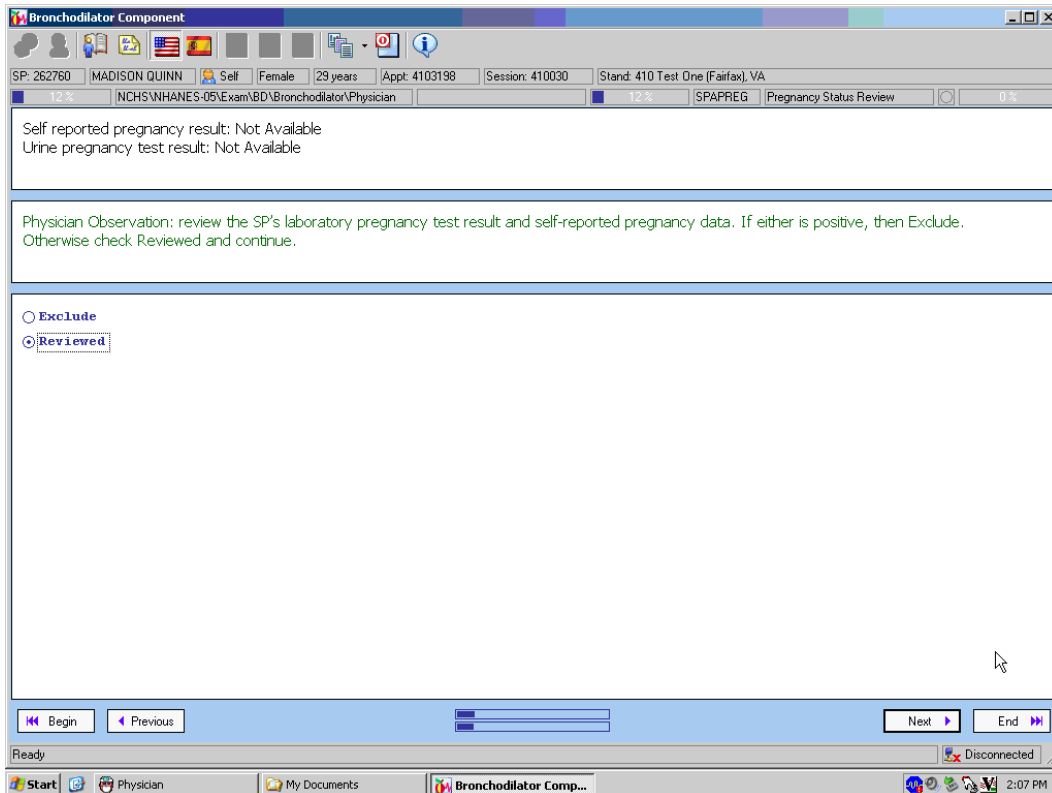 Bronchodilator Component
SP: 262760 MADISON QUINN Self Female 29 years Appt: 4103198 Session: 410030 Stand: 410 Test One (Fairfax), VA
12% NCHS\NHANES-05\Exam\BD\Bronchodilator\Physician 12% SPAPREG Pregnancy Status Review 0%
Self reported pregnancy result: Not Available
Urine pregnancy test result: Not Available
Physician Observation: review the SP's laboratory pregnancy test result and self-reported pregnancy data. If either is positive, then Exclude.
Otherwise check Reviewed and continue.
Exclude
Reviewed
Begin Previous Next End
Ready Disconnected
Start Physician My Documents Bronchodilator Comp... 2:07 PM